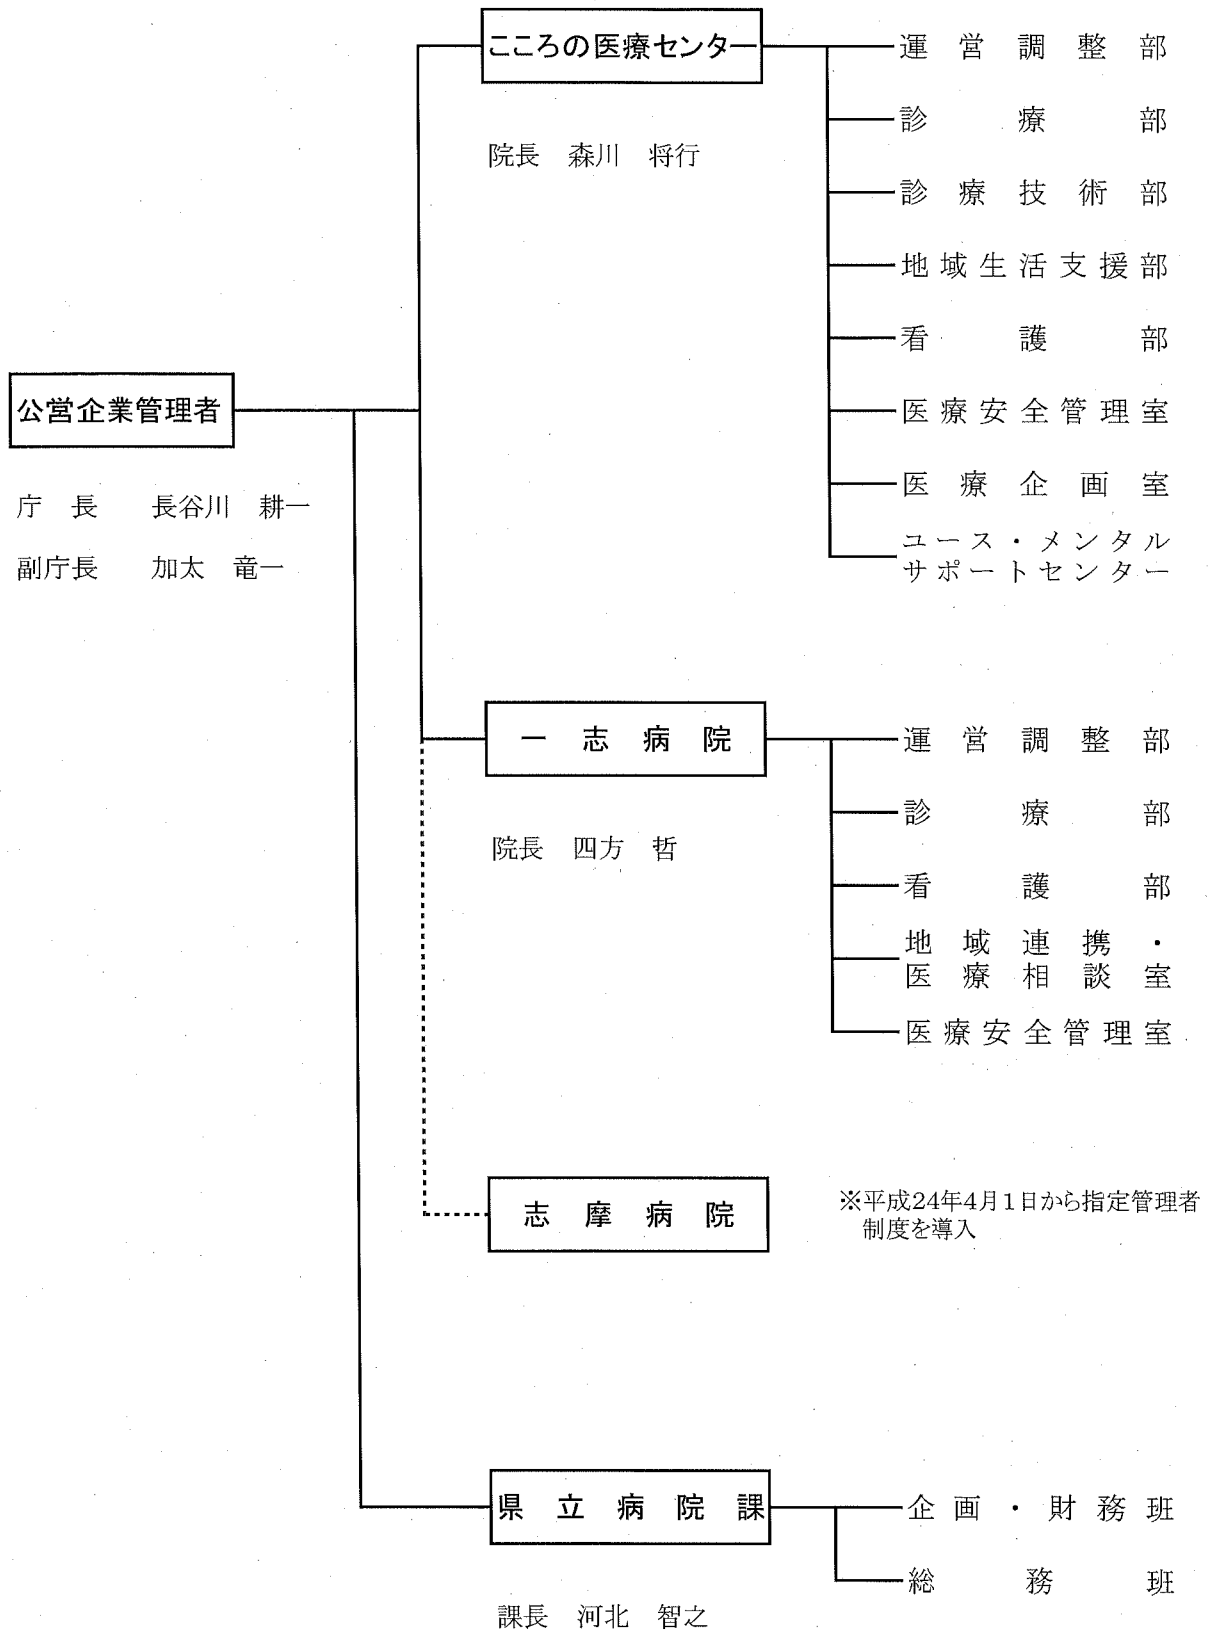 公営企業管理者
庁長 長谷川 耕一
副庁長 加太 竜一
こころの医療センター
院長 森川 将行
運営調整部
診療部
診療技術部
地域生活支援部
看護部
医療安全管理室
医療企画室
ユース・メンタル
サポートセンター
一志病院
院長 四方 哲
運営調整部
診療部
看護部
地域連携・
医療相談室
医療安全管理室
志摩病院
※平成24年4月1日から指定管理者
制度を導入
県立病院課
課長 河北 智之
企画・財務班
総務班